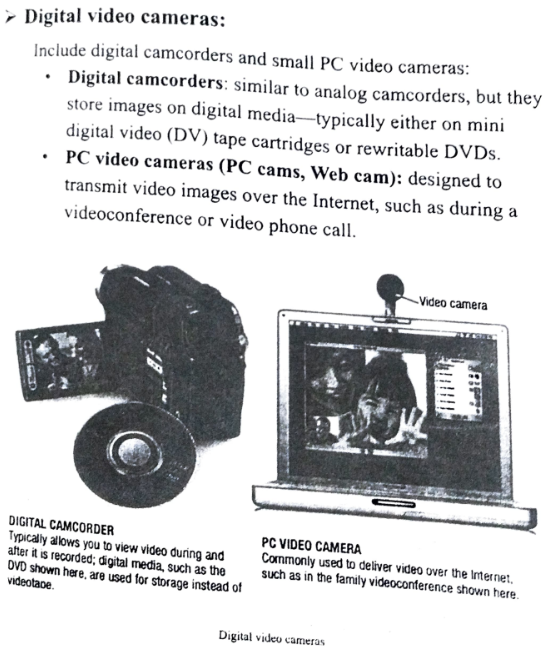 ➢ Digital video cameras:
Include digital camcorders and small PC video cameras:
• Digital camcorders: similar to analog camcorders, but they
store images on digital media—typically either on mini
digital video (DV) tape cartridges or rewritable DVDs.
• PC video cameras (PC cams, Web cam): designed to
transmit video images over the Internet, such as during a
videoconference or video phone call.
Video camera
DIGITAL CAMCORDER
Typically allows you to view video during and
after it is recorded; digital media, such as the
DVD shown here, are used for storage instead of
videotape.
PC VIDEO CAMERA
Commonly used to deliver video over the Internet,
such as in the family videoconference shown here.
Digital video cameras